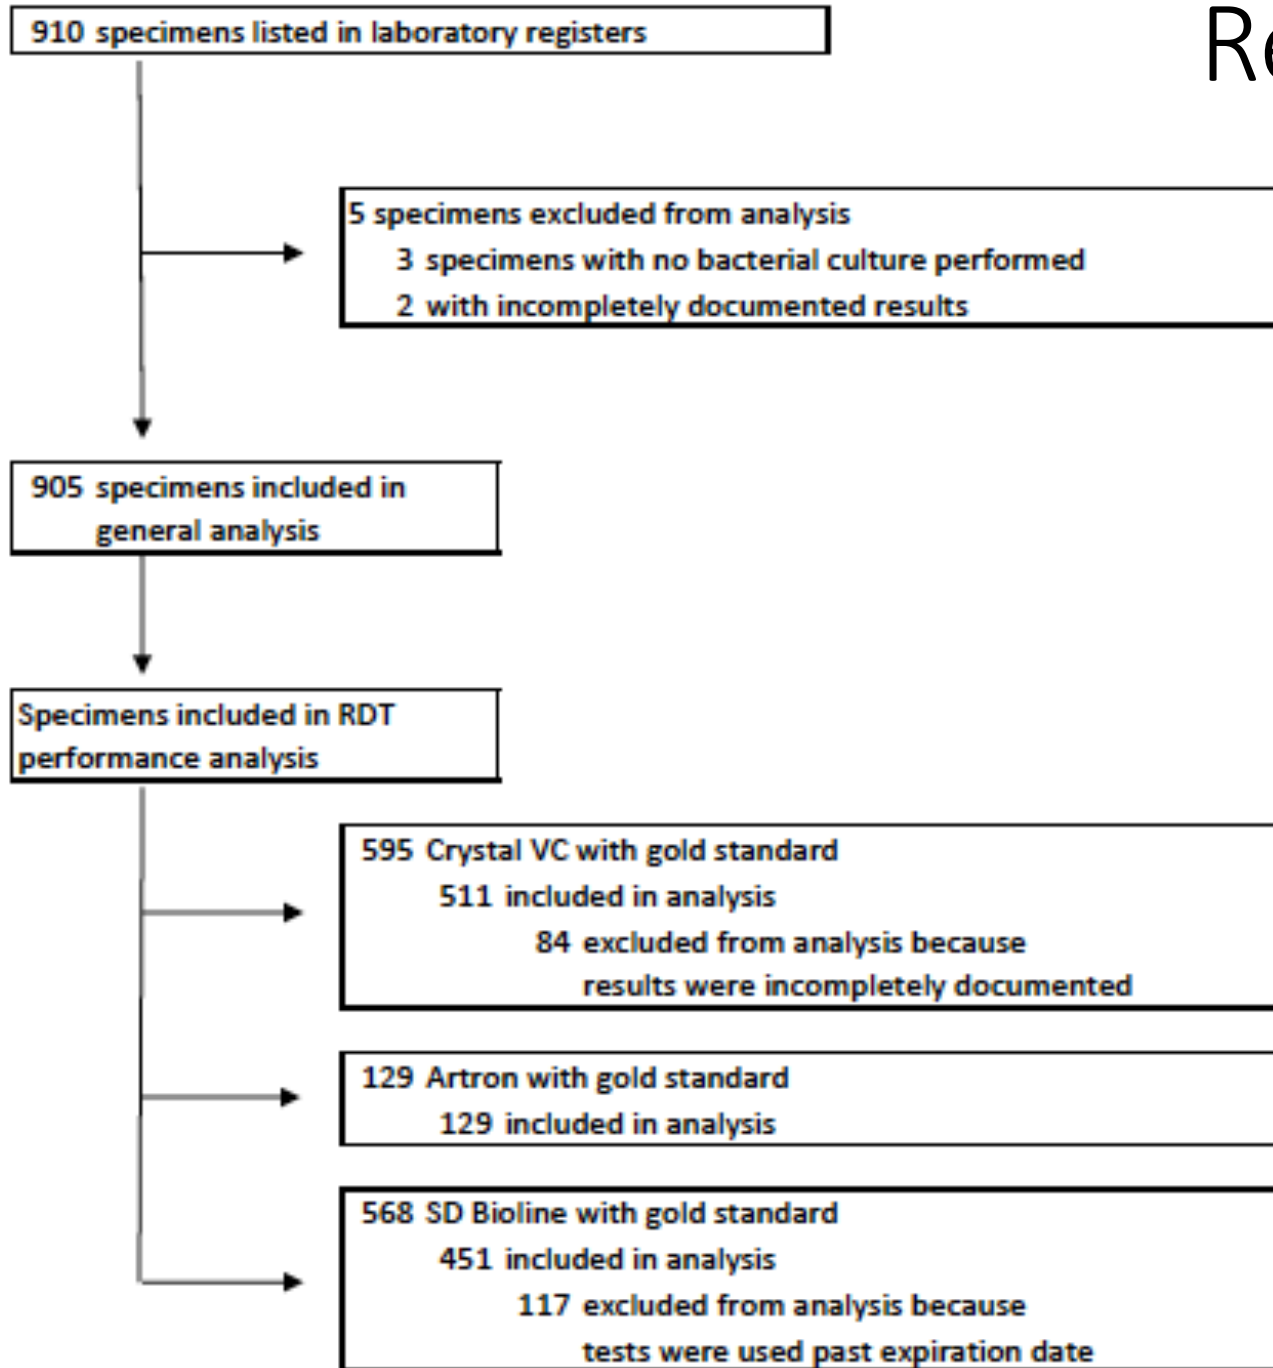 910 specimens listed in laboratory registers
Re
5 specimens excluded from analysis
3 specimens with no bacterial culture performed
2 with incompletely documented results
905 specimens included in
general analysis
Specimens included in RDT
performance analysis
595 Crystal VC with gold standard
511 included in analysis
84 excluded from analysis because
results were incompletely documented
129 Artron with gold standard
129 included in analysis
568 SD Bioline with gold standard
451 included in analysis
117 excluded from analysis because
tests were used past expiration date